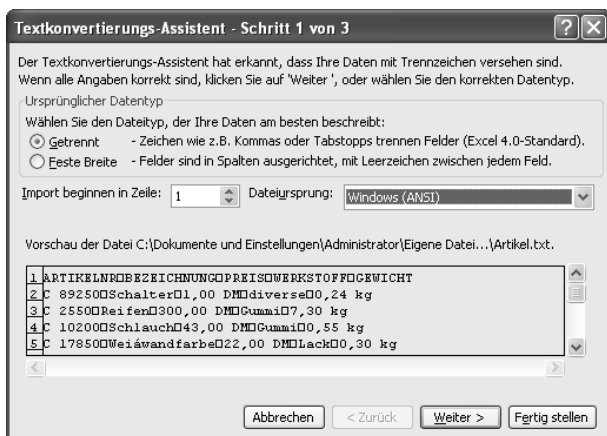 Textkonvertierungs-Assistent - Schritt 1 von 3
Der Textkonvertierungs-Assistent hat erkannt, dass Ihre Daten mit Trennzeichen versehen sind.
Wenn alle Angaben korrekt sind, klicken Sie auf 'Weiter ', oder wählen Sie den korrekten Datentyp.
Ursprünglicher Datentyp
Wählen Sie den Dateityp, der Ihre Daten am besten beschreibt:
Getrennt - Zeichen wie z.B. Kommas oder Tabstopps trennen Felder (Excel 4.0-Standard).
Feste Breite - Felder sind in Spalten ausgerichtet, mit Leerzeichen zwischen jedem Feld.
Import beginnen in Zeile: 1 Dateiursprung: Windows (ANSI)
Vorschau der Datei C:\Dokumente und Einstellungen\Administrator\Eigene Datei...\Artikel.txt.
1 ARTIKELNR□BEZEICHNUNG□PREIS□WERKSTOFF□GEWICHT
2 C 89250□Schalter□1,00 DM□diverse□0,24 kg
3 C 2550□Reifen□300,00 DM□Gummi□7,30 kg
4 C 10200□Schlauch□43,00 DM□Gummi□0,55 kg
5 C 17850□Weiáwandfarbe□22,00 DM□Lack□0,30 kg
Abbrechen < Zurück Weiter > Fertig stellen